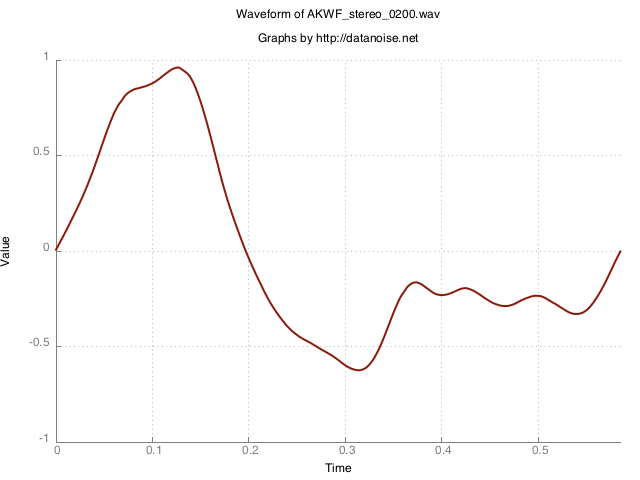 Waveform of AKWF_stereo_0200.wav
Graphs by http://datanoise.net
1
0.5
0
-0.5
-1
Value
0
0.1
0.2
0.3
0.4
0.5
Time